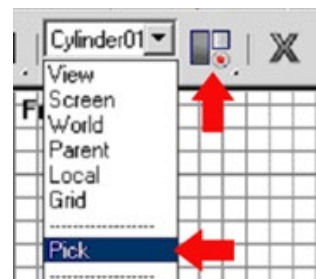 Cylinder01
X
View
Screen
World
Parent
Local
Grid
Pick